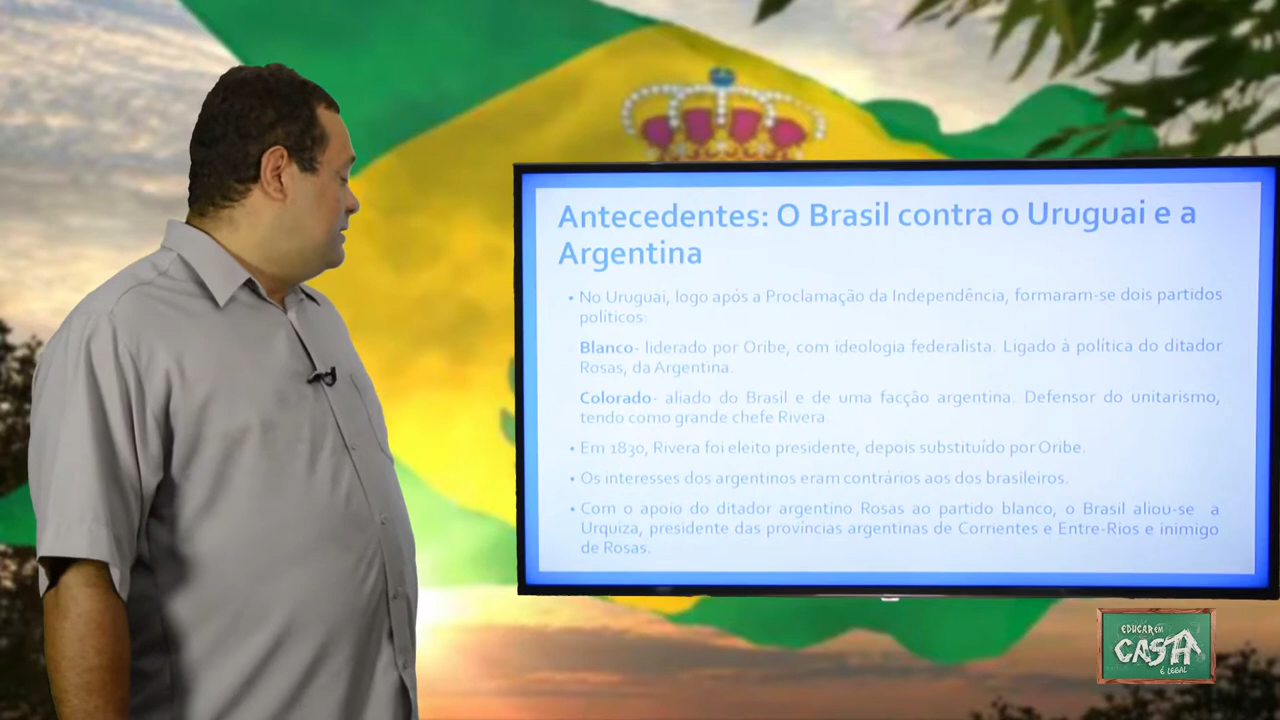 Antecedentes: O Brasil contra o Uruguai e a
Argentina
• No Uruguai, logo após a Proclamação da Independência, formaram-se dois partidos
políticos:
Blanco- liderado por Oribe, com ideologia federalista. Ligado à política do ditador
Rosas, da Argentina.
Colorado- aliado do Brasil e de uma facção argentina. Defensor do unitarismo,
tendo como grande chefe Rivera.
• Em 1830, Rivera foi eleito presidente, depois substituído por Oribe.
• Os interesses dos argentinos eram contrários aos dos brasileiros.
• Com o apoio do ditador argentino Rosas ao partido blanco, o Brasil aliou-se a
Urquiza, presidente das províncias argentinas de Corrientes e Entre-Rios e inimigo
de Rosas.
EDUCAR EM
CASA
É LEGAL